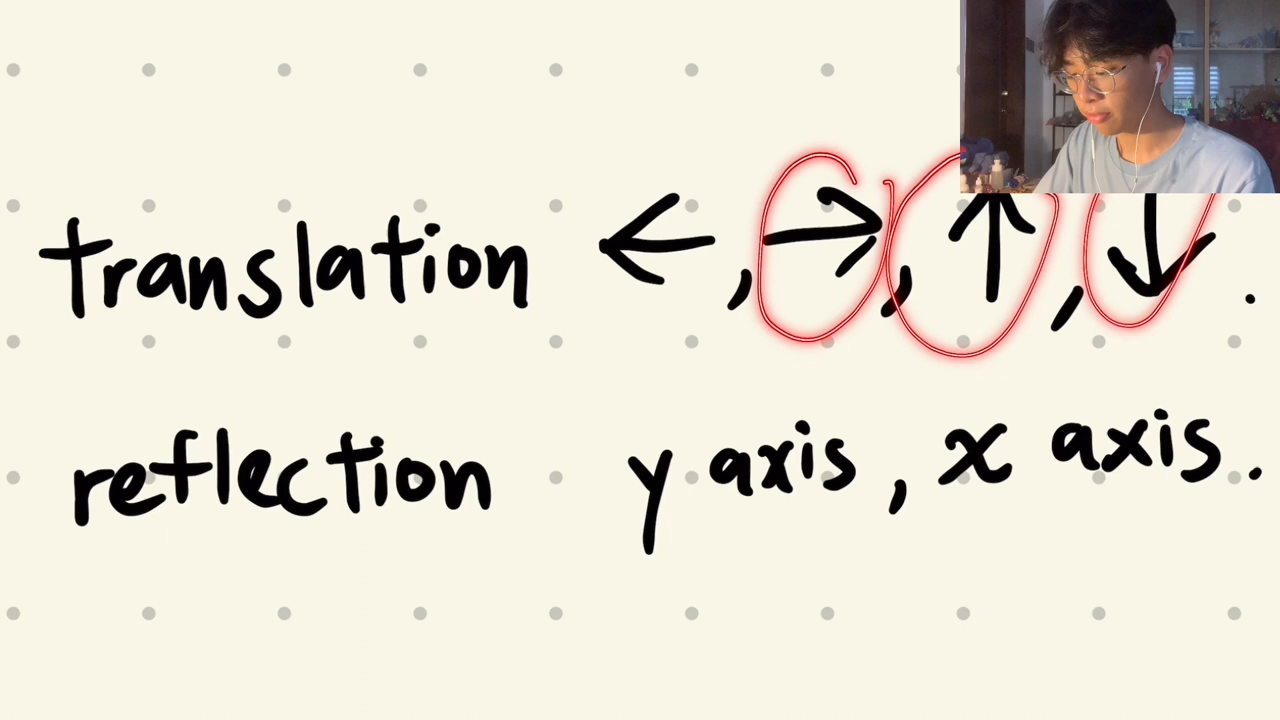 translation ←, →, ↑, ↓.
reflection y axis, x axis.